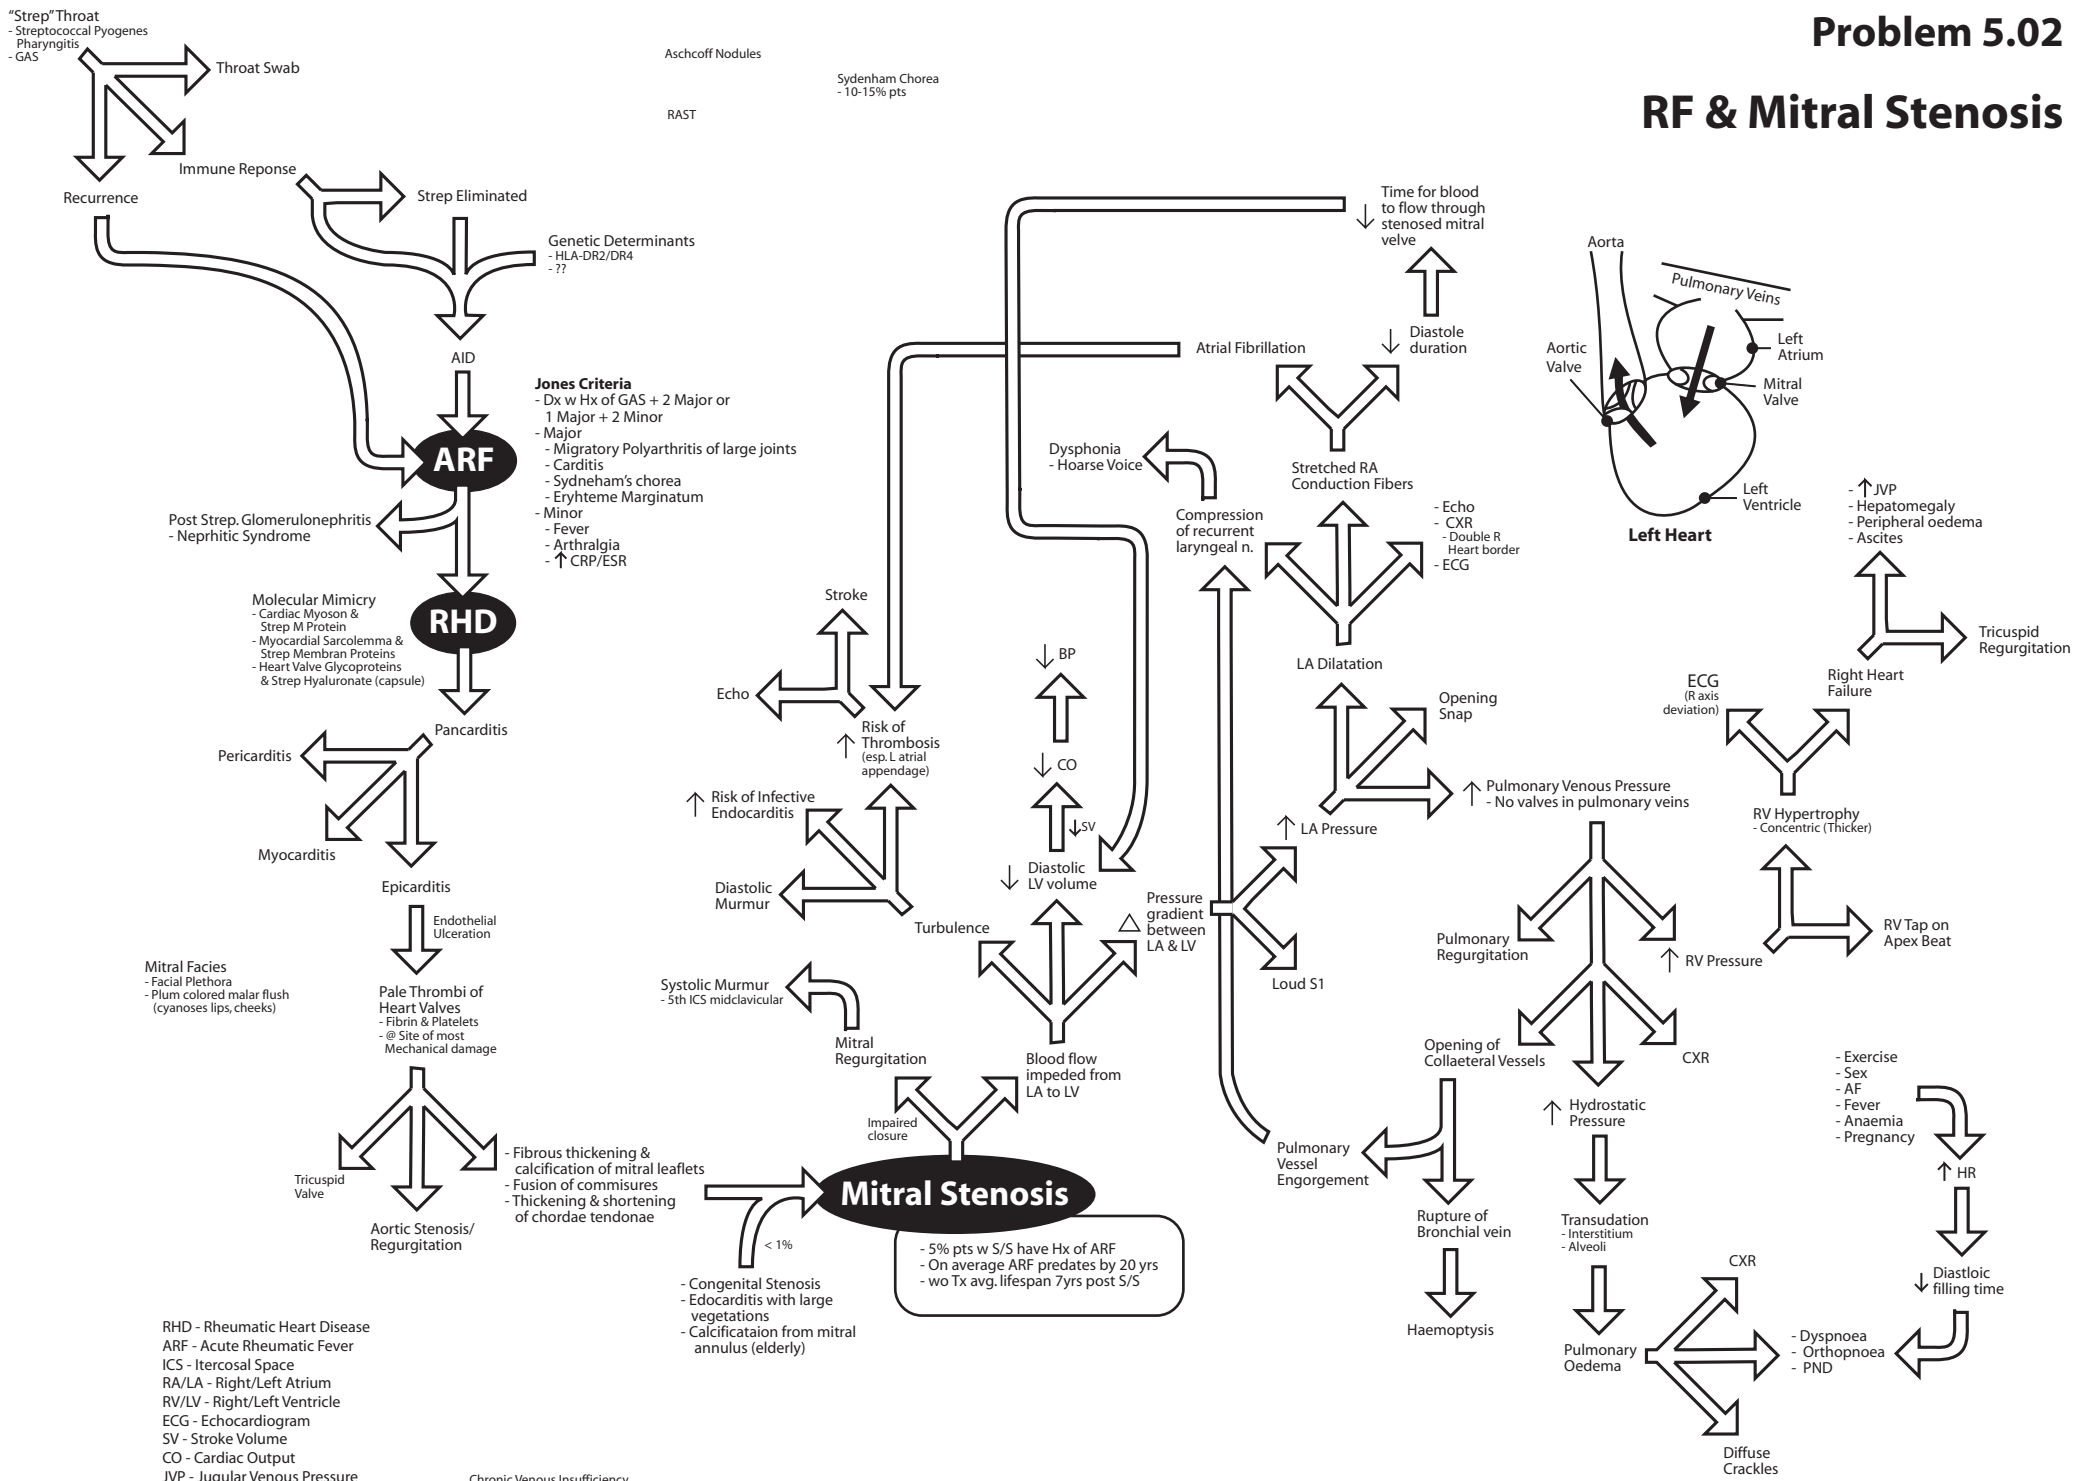 Problem 5.02
RF & Mitral Stenosis
“Strep” Throat
- Streptococcal Pyogenes
Pharyngitis
- GAS
Throat Swab
Immune Reponse
Recurrence
Strep Eliminated
Genetic Determinants
- HLA-DR2/DR4
- ??
AID
Aschcoff Nodules
Sydenham Chorea
- 10-15% pts
RAST
ARF
Jones Criteria
- Dx w Hx of GAS + 2 Major or
1 Major + 2 Minor
- Major
- Migratory Polyarthritis of large joints
- Carditis
- Sydneham’s chorea
- Eryhteme Marginatum
- Minor
- Fever
- Arthralgia
- ↑ CRP/ESR
Post Strep. Glomerulonephritis
- Neprhitic Syndrome
RHD
Molecular Mimicry
- Cardiac Myoson &
Strep M Protein
- Myocardial Sarcolemma &
Strep Membran Proteins
- Heart Valve Glycoproteins
& Strep Hyaluronate (capsule)
Pancarditis
Pericarditis
Myocarditis
Epicarditis
Endothelial
Ulceration
Mitral Facies
- Facial Plethora
- Plum colored malar flush
(cyanoses lips, cheeks)
Pale Thrombi of
Heart Valves
- Fibrin & Platelets
- @ Site of most
Mechanical damage
Tricuspid
Valve
Aortic Stenosis/
Regurgitation
- Fibrous thickening &
calcification of mitral leaflets
- Fusion of commisures
- Thickening & shortening
of chordae tendonae
< 1%
- Congenital Stenosis
- Edocarditis with large
vegetations
- Calcificataion from mitral
annulus (elderly)
Mitral Stenosis
- 5% pts w S/S have Hx of ARF
- On average ARF predates by 20 yrs
- wo Tx avg. lifespan 7yrs post S/S
Impaired
closure
Mitral
Regurgitation
Systolic Murmur
- 5th ICS midclavicular
Blood flow
impeded from
LA to LV
Turbulence
Diastolic
Murmur
↑ Risk of Infective
Endocarditis
↑ Risk of
Thrombosis
(esp. L atrial
appendage)
Echo
Stroke
↓ Diastolic
LV volume
↓SV
↓ CO
↓ BP
△ Pressure
gradient
between
LA & LV
Loud S1
↑ LA Pressure
Opening
Snap
↑ Pulmonary Venous Pressure
- No valves in pulmonary veins
LA Dilatation
- Echo
- CXR
- Double R
Heart border
- ECG
Compression
of recurrent
laryngeal n.
Dysphonia
- Hoarse Voice
Stretched RA
Conduction Fibers
Atrial Fibrillation
↓ Diastole
duration
↓ Time for blood
to flow through
stenosed mitral
velve
Aorta
Pulmonary Veins
Aortic
Valve
Left
Atrium
Mitral
Valve
Left
Ventricle
Left Heart
- ↑ JVP
- Hepatomegaly
- Peripheral oedema
- Ascites
Tricuspid
Regurgitation
Right Heart
Failure
ECG
(R axis
deviation)
RV Hypertrophy
- Concentric (Thicker)
RV Tap on
Apex Beat
↑ RV Pressure
Pulmonary
Regurgitation
Opening of
Collaeteral Vessels
CXR
↑ Hydrostatic
Pressure
Pulmonary
Vessel
Engorgement
Rupture of
Bronchial vein
Haemoptysis
Transudation
- Interstitium
- Alveoli
Pulmonary
Oedema
CXR
- Dyspnoea
- Orthopnoea
- PND
Diffuse
Crackles
- Exercise
- Sex
- AF
- Fever
- Anaemia
- Pregnancy
↑ HR
↓ Diastloic
filling time
RHD - Rheumatic Heart Disease
ARF - Acute Rheumatic Fever
ICS - Itercosal Space
RA/LA - Right/Left Atrium
RV/LV - Right/Left Ventricle
ECG - Echocardiogram
SV - Stroke Volume
CO - Cardiac Output
JVP - Jugular Venous Pressure
Chronic Venous Insufficiency